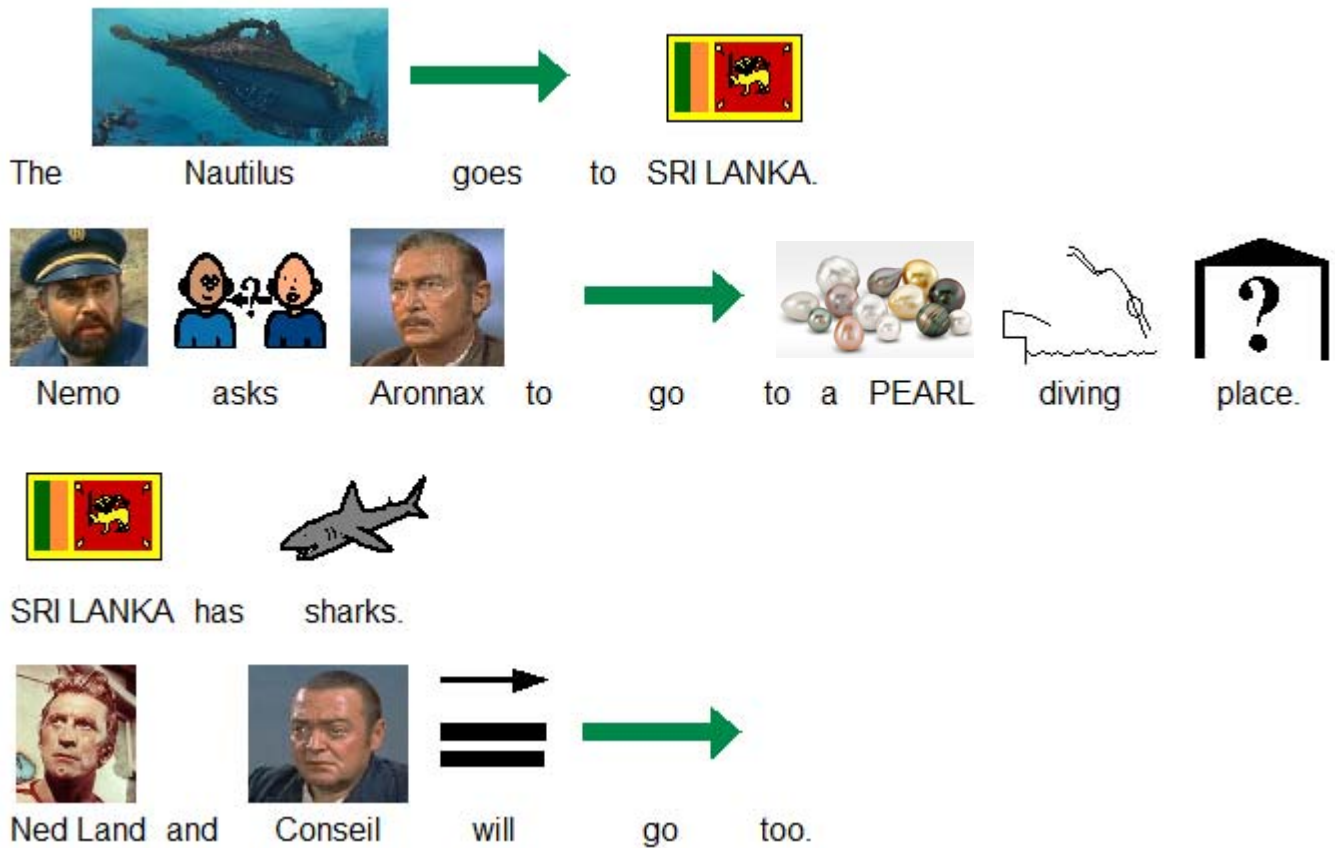 The Nautilus goes to SRI LANKA.
Nemo asks Aronnax to go to a PEARL diving place.
SRI LANKA has sharks.
Ned Land and Conseil will go too.